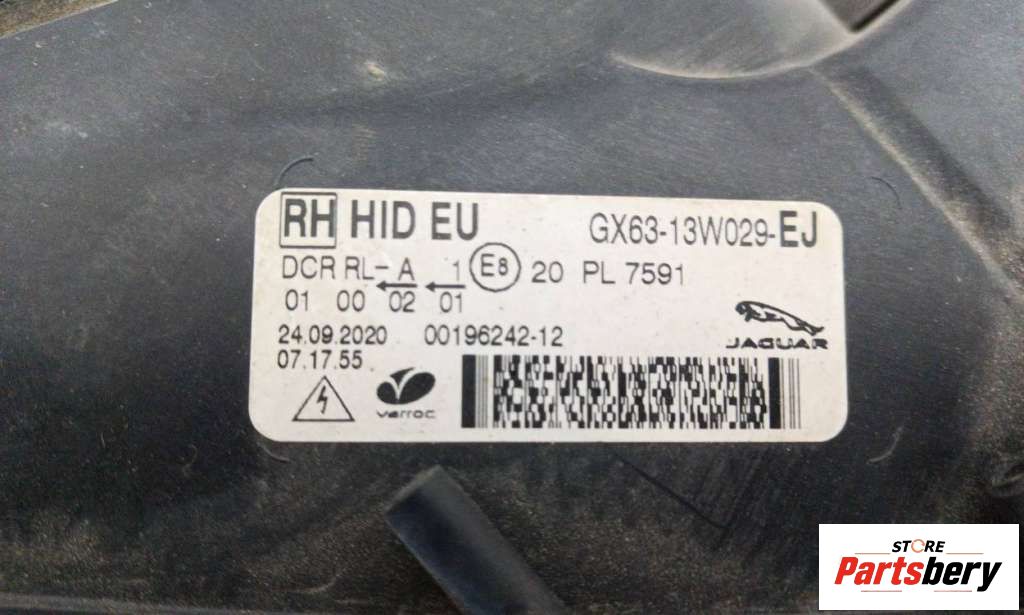 RH HID EU GX63-13W029-EJ
DCR RL- A 1 E8 20 PL 7591
01 00 02 01
24.09.2020 00196242-12
07.17.55
JAGUAR
varroc
STORE
Partsbery